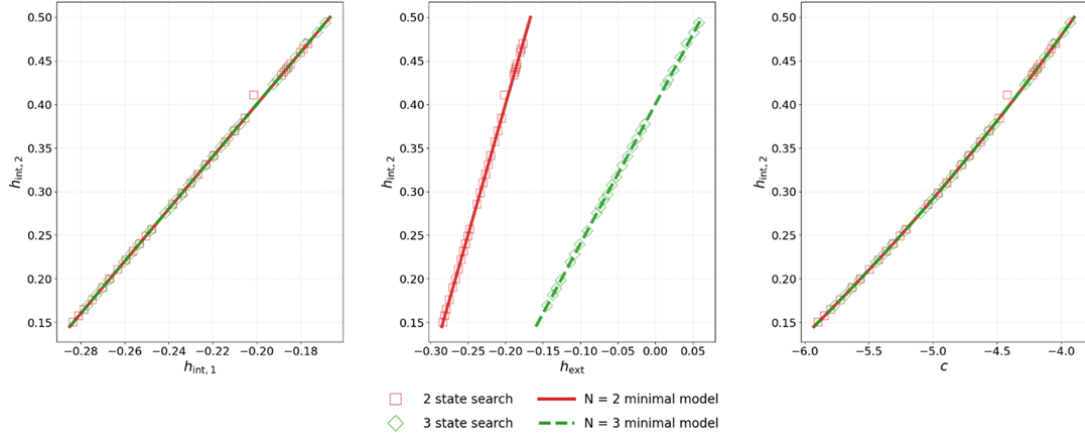 0.50
0.45
0.40
0.35
0.30
0.25
0.20
0.15
h_int, 2
−0.28 −0.26 −0.24 −0.22 −0.20 −0.18
h_int, 1
0.50
0.45
0.40
0.35
0.30
0.25
0.20
0.15
h_int, 2
−0.30 −0.25 −0.20 −0.15 −0.10 −0.05 0.00 0.05
h_ext
0.50
0.45
0.40
0.35
0.30
0.25
0.20
0.15
h_int, 2
−6.0 −5.5 −5.0 −4.5 −4.0
c
2 state search
3 state search
N = 2 minimal model
N = 3 minimal model